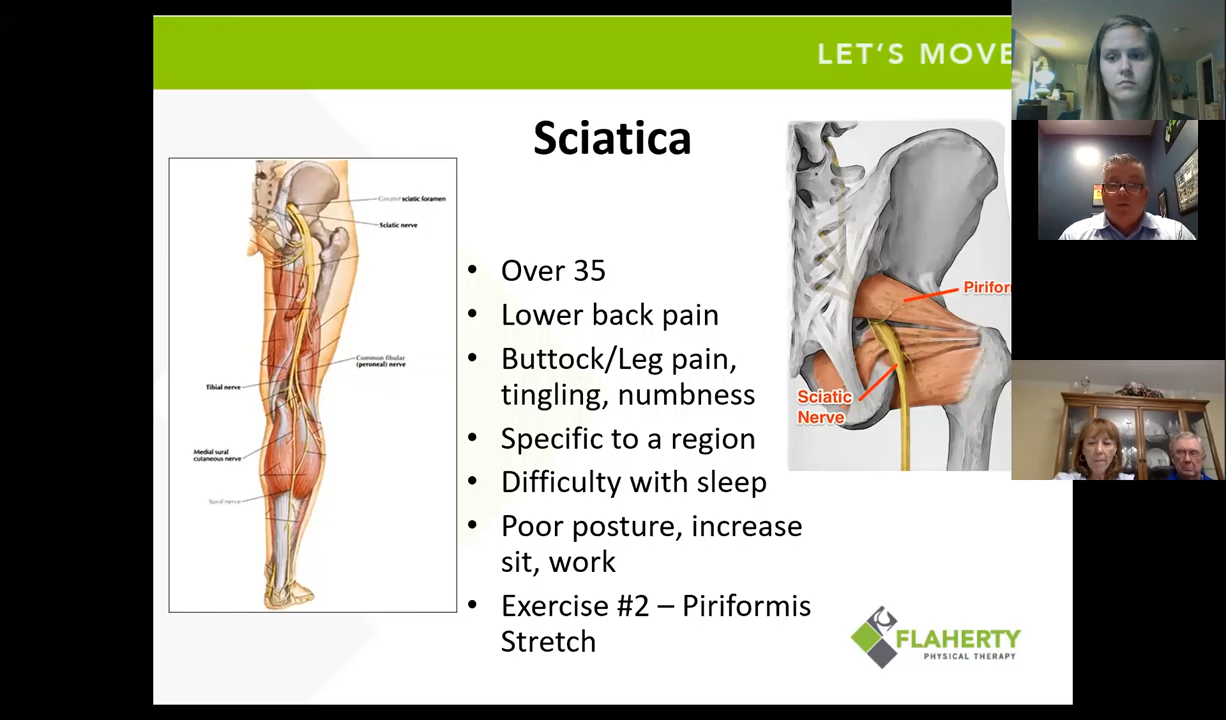 LET'S MOVE
Sciatica
Greater sciatic foramen
Sciatic nerve
Common fibular
(peroneal) nerve
Tibial nerve
Medial sural
cutaneous nerve
Sural nerve
• Over 35
• Lower back pain
• Buttock/Leg pain,
tingling, numbness
• Specific to a region
• Difficulty with sleep
• Poor posture, increase
sit, work
• Exercise #2 – Piriformis
Stretch
Pirifor
Sciatic
Nerve
FLAHERTY
PHYSICAL THERAPY